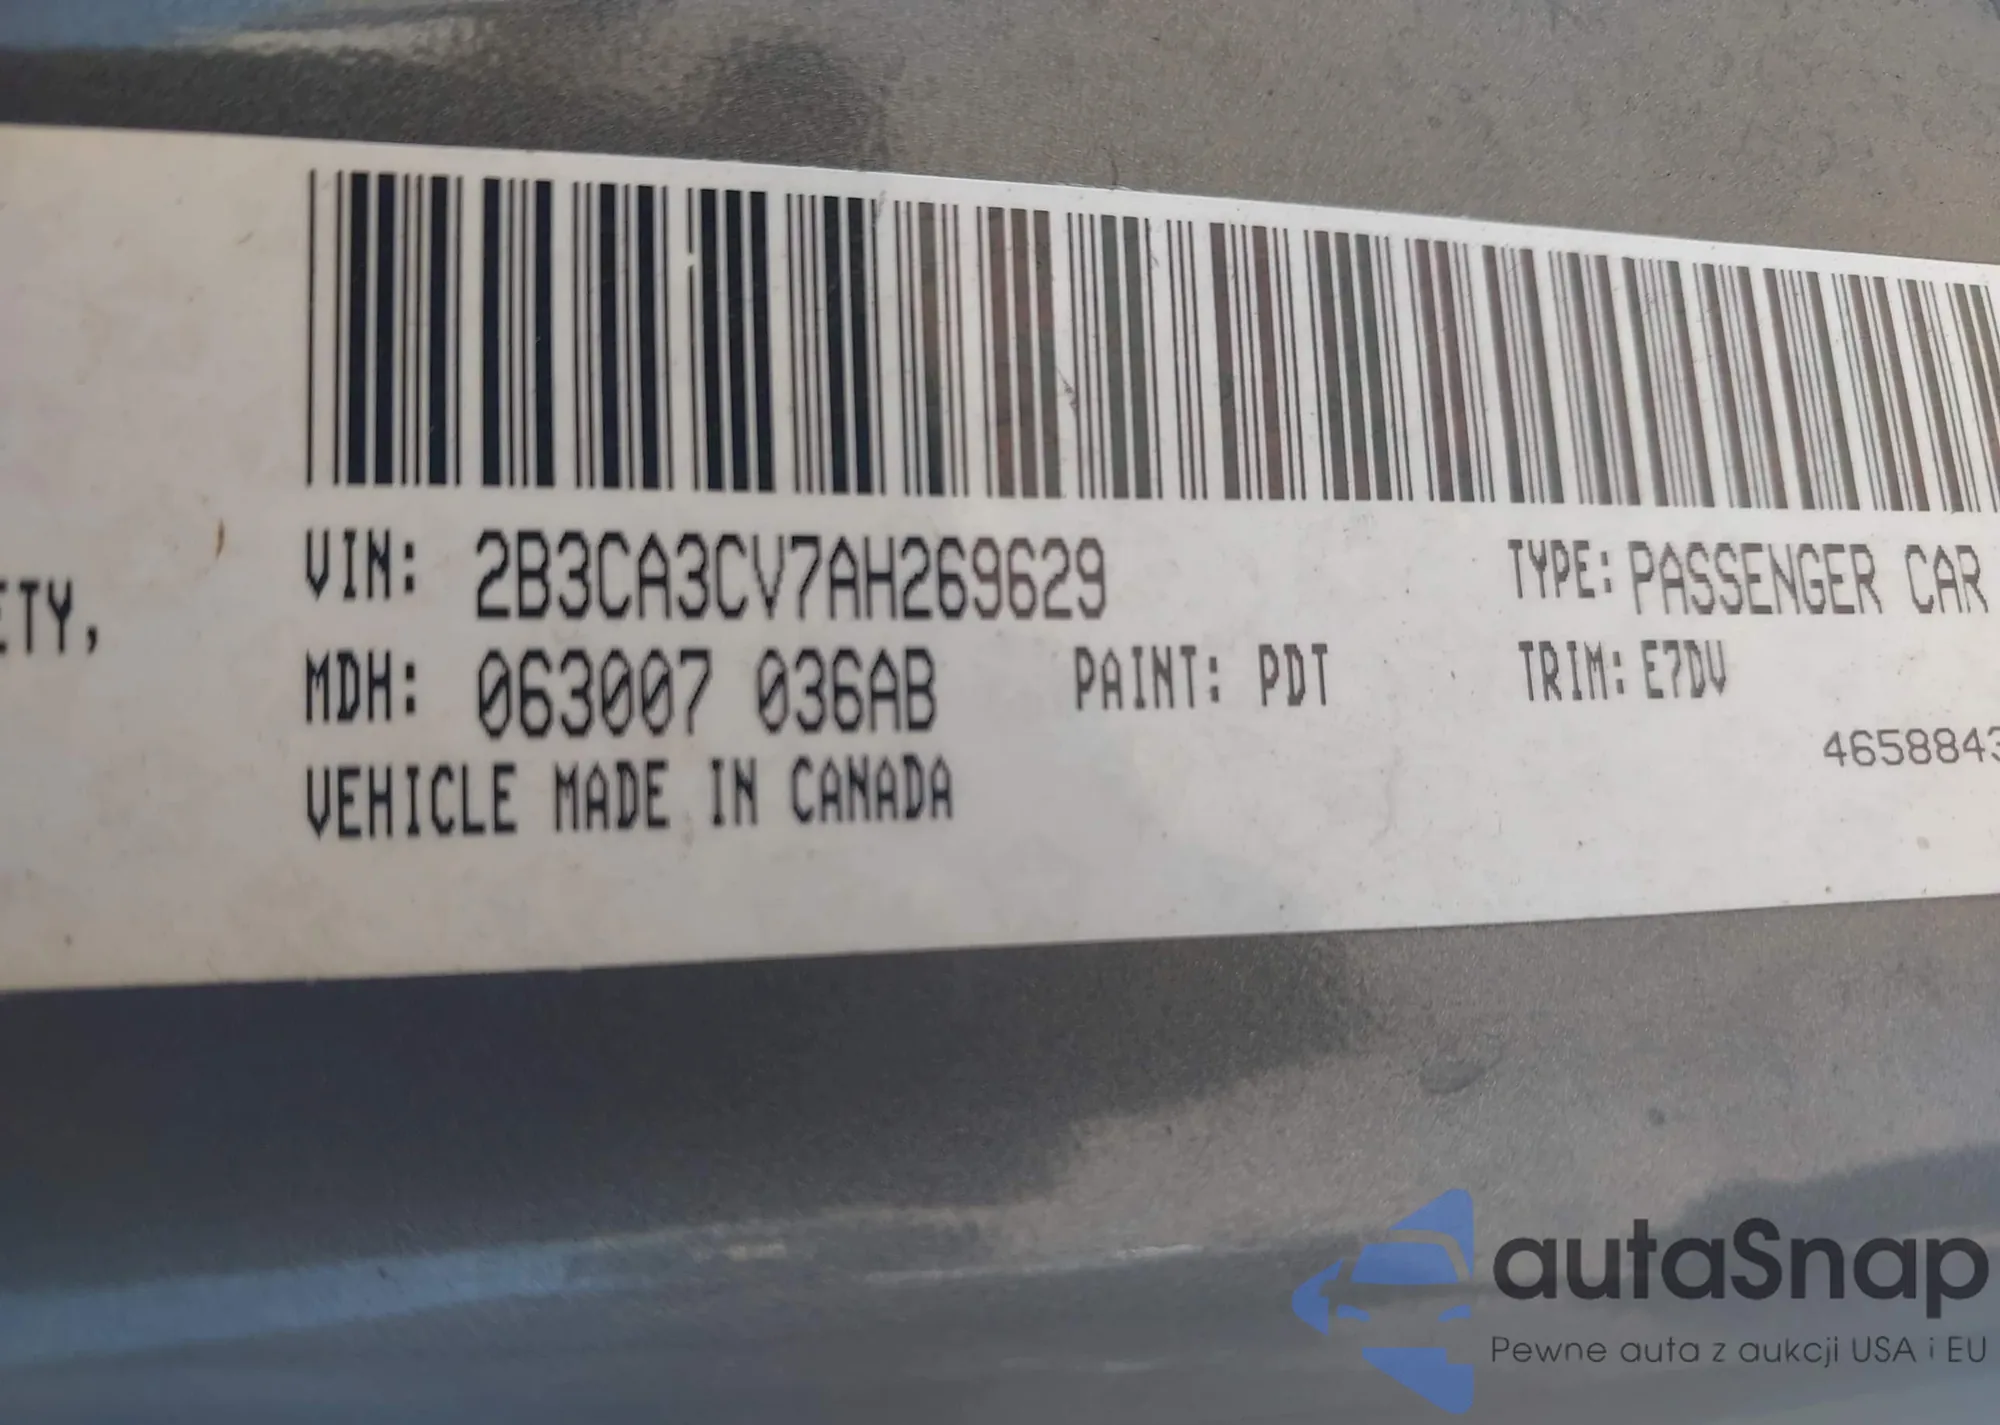 ETY,
VIN: 2B3CA3CV7AH269629 TYPE: PASSENGER CAR
MDH: 063007 036AB PAINT: PDT TRIM: E7DV
4658843
VEHICLE MADE IN CANADA
autaSnap
Pewne auta z aukcji USA i EU